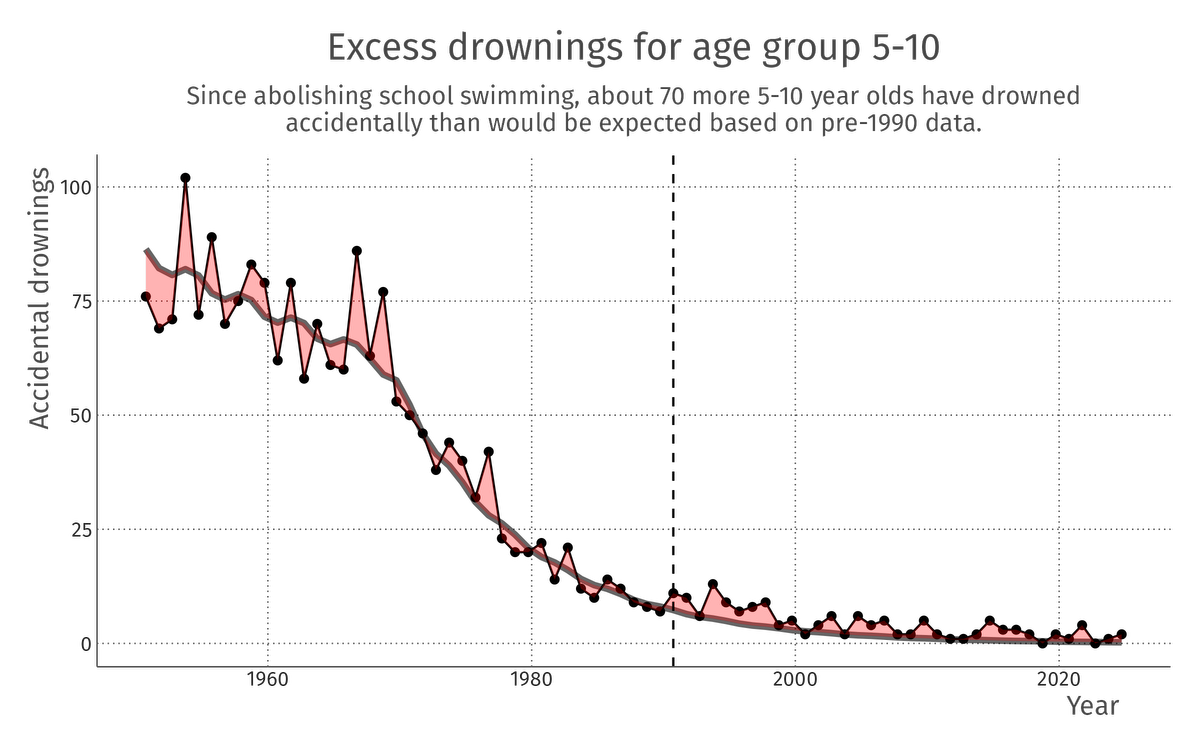 Excess drownings for age group 5-10
Since abolishing school swimming, about 70 more 5-10 year olds have drowned
accidentally than would be expected based on pre-1990 data.
Accidental drownings
100
75
50
25
0
1960
1980
2000
2020
Year